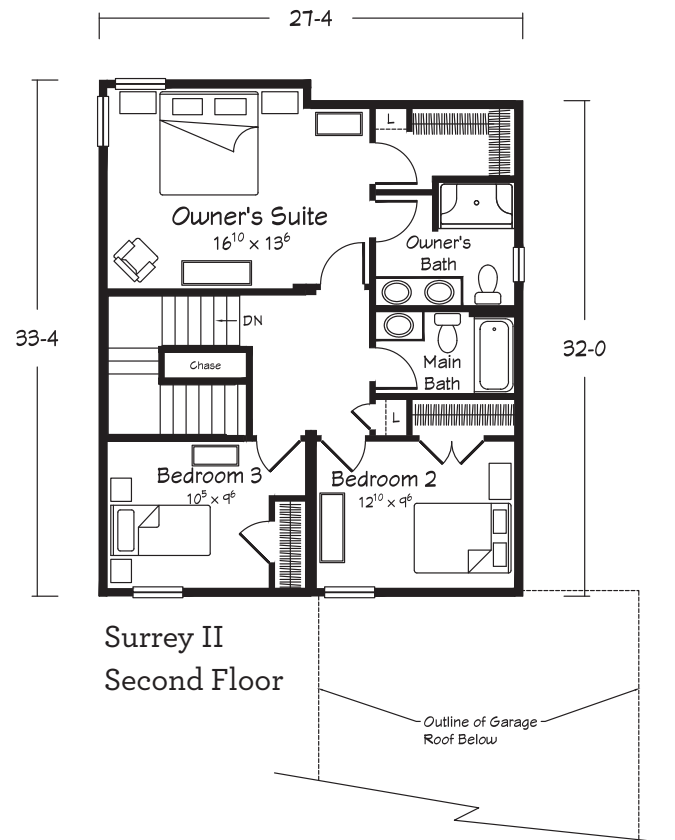 27-4
L
Owner's Suite
16¹⁰ × 13⁶
Owner's
Bath
33-4
DN
32-0
Chase
Main
Bath
L
Bedroom 3
10⁵ × 9⁶
Bedroom 2
12¹⁰ × 9⁶
Surrey II
Second Floor
Outline of Garage
Roof Below